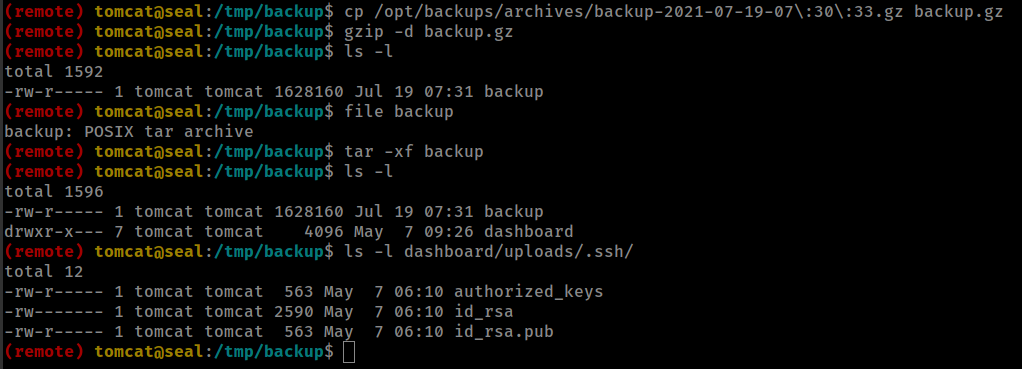 (remote) tomcat@seal:/tmp/backup$ cp /opt/backups/archives/backup-2021-07-19-07\:30\:33.gz backup.gz
(remote) tomcat@seal:/tmp/backup$ gzip -d backup.gz
(remote) tomcat@seal:/tmp/backup$ ls -l
total 1592
-rw-r----- 1 tomcat tomcat 1628160 Jul 19 07:31 backup
(remote) tomcat@seal:/tmp/backup$ file backup
backup: POSIX tar archive
(remote) tomcat@seal:/tmp/backup$ tar -xf backup
(remote) tomcat@seal:/tmp/backup$ ls -l
total 1596
-rw-r----- 1 tomcat tomcat 1628160 Jul 19 07:31 backup
drwxr-x--- 7 tomcat tomcat    4096 May  7 09:26 dashboard
(remote) tomcat@seal:/tmp/backup$ ls -l dashboard/uploads/.ssh/
total 12
-rw-r----- 1 tomcat tomcat  563 May  7 06:10 authorized_keys
-rw------- 1 tomcat tomcat 2590 May  7 06:10 id_rsa
-rw-r----- 1 tomcat tomcat  563 May  7 06:10 id_rsa.pub
(remote) tomcat@seal:/tmp/backup$